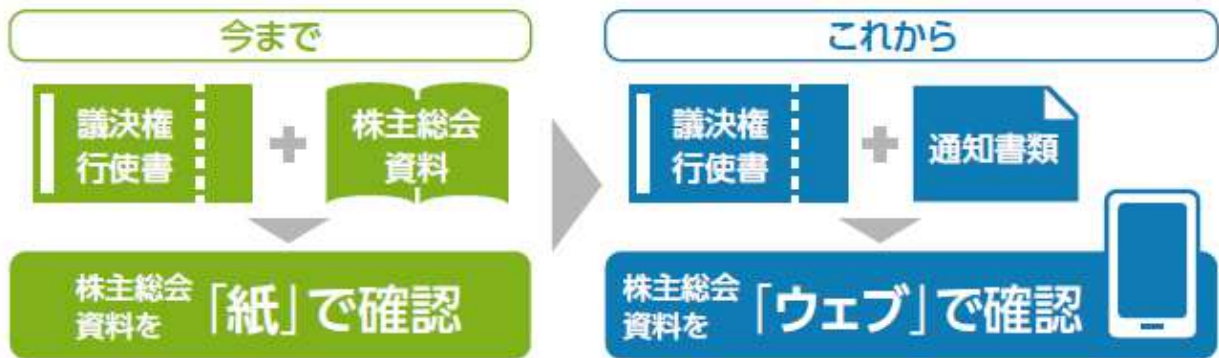 今まで
議決権
行使書
+
株主総会
資料
株主総会
資料を
「紙」で確認
これから
議決権
行使書
+
通知書類
株主総会
資料を
「ウェブ」で確認